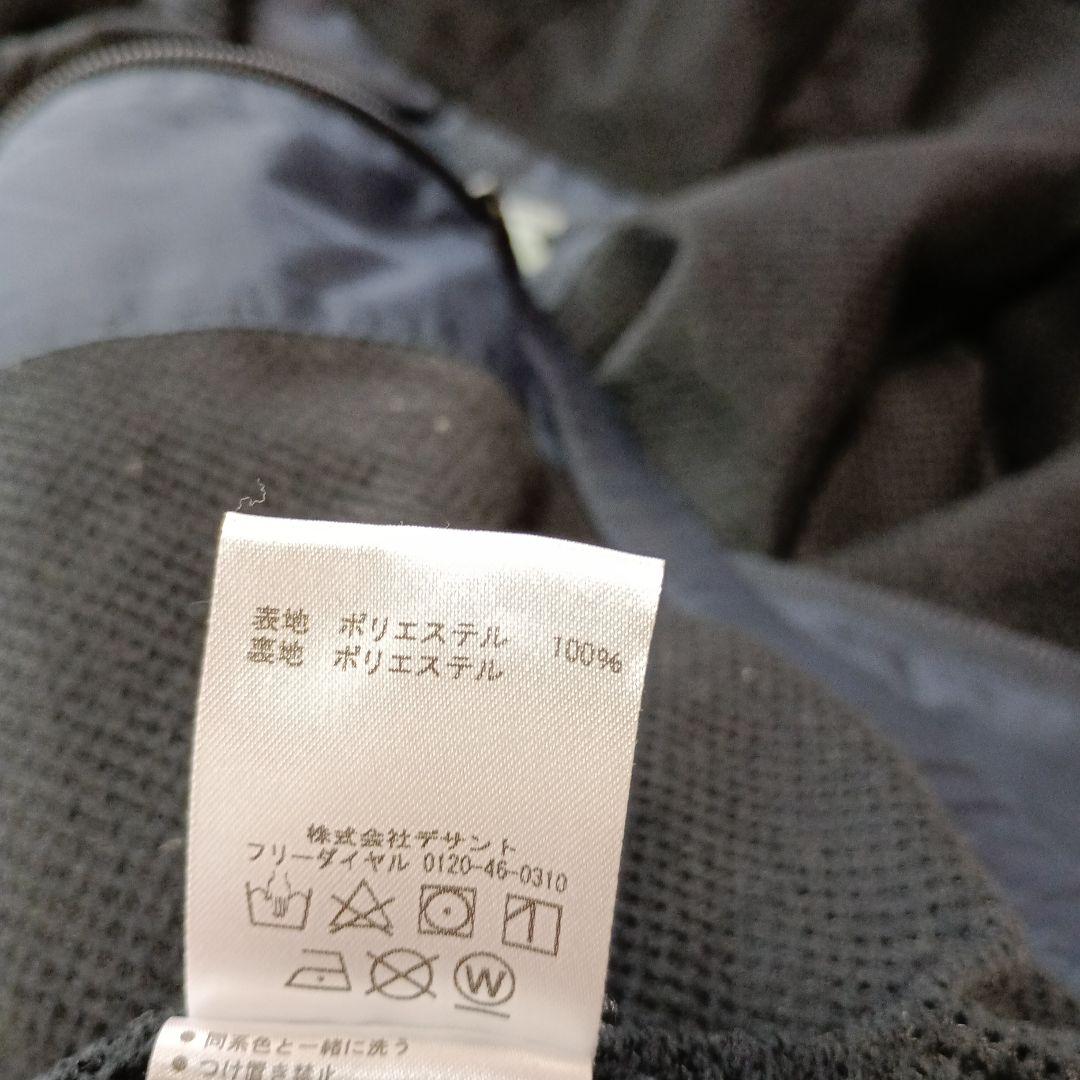 表地 ポリエステル 100%
裏地 ポリエステル
株式会社デサント
フリーダイヤル 0120-46-0310
W
● 同系色と一緒に洗う
● つけ置き禁止